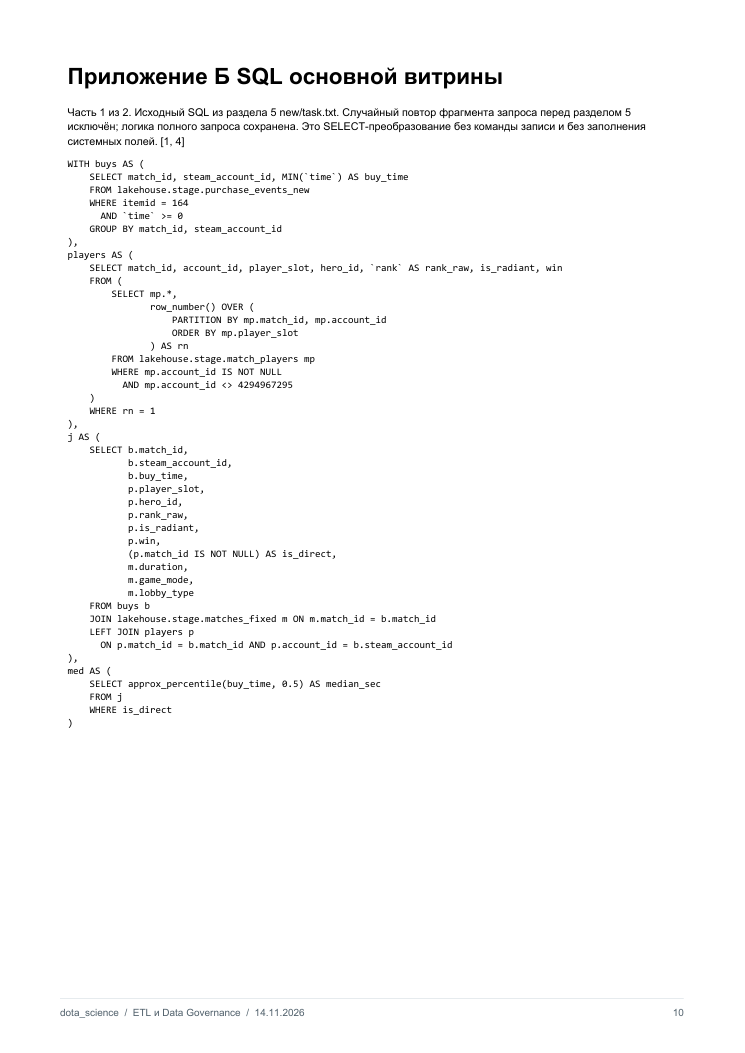 Приложение Б SQL основной витрины
Часть 1 из 2. Исходный SQL из раздела 5 new/task.txt. Случайный повтор фрагмента запроса перед разделом 5
исключён; логика полного запроса сохранена. Это SELECT-преобразование без команды записи и без заполнения
системных полей. [1, 4]
WITH buys AS (
    SELECT match_id, steam_account_id, MIN(`time`) AS buy_time
    FROM lakehouse.stage.purchase_events_new
    WHERE itemid = 164
      AND `time` >= 0
    GROUP BY match_id, steam_account_id
),
players AS (
    SELECT match_id, account_id, player_slot, hero_id, `rank` AS rank_raw, is_radiant, win
    FROM (
        SELECT mp.*,
               row_number() OVER (
                   PARTITION BY mp.match_id, mp.account_id
                   ORDER BY mp.player_slot
               ) AS rn
        FROM lakehouse.stage.match_players mp
        WHERE mp.account_id IS NOT NULL
          AND mp.account_id <> 4294967295
    )
    WHERE rn = 1
),
j AS (
    SELECT b.match_id,
           b.steam_account_id,
           b.buy_time,
           p.player_slot,
           p.hero_id,
           p.rank_raw,
           p.is_radiant,
           p.win,
           (p.match_id IS NOT NULL) AS is_direct,
           m.duration,
           m.game_mode,
           m.lobby_type
    FROM buys b
    JOIN lakehouse.stage.matches_fixed m ON m.match_id = b.match_id
    LEFT JOIN players p
      ON p.match_id = b.match_id AND p.account_id = b.steam_account_id
),
med AS (
    SELECT approx_percentile(buy_time, 0.5) AS median_sec
    FROM j
    WHERE is_direct
)
dota_science / ETL и Data Governance / 14.11.2026
10